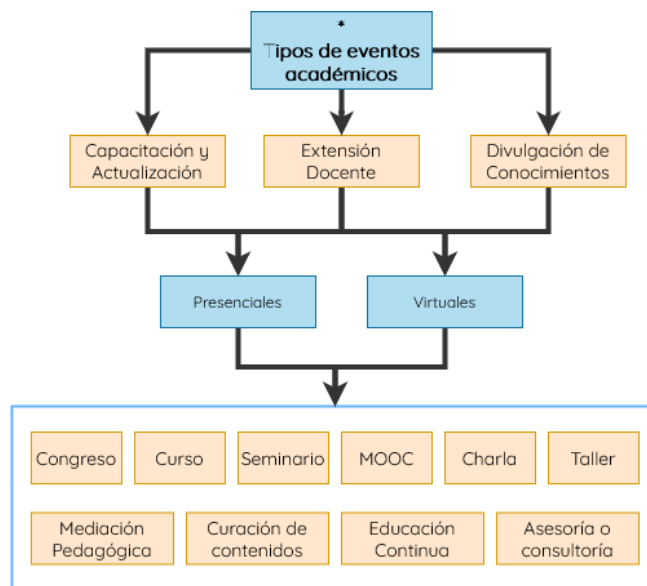 *
Tipos de eventos
académicos
Capacitación y
Actualización
Extensión
Docente
Divulgación de
Conocimientos
Presenciales
Virtuales
Congreso
Curso
Seminario
MOOC
Charla
Taller
Mediación
Pedagógica
Curación de
contenidos
Educación
Continua
Asesoría o
consultoría